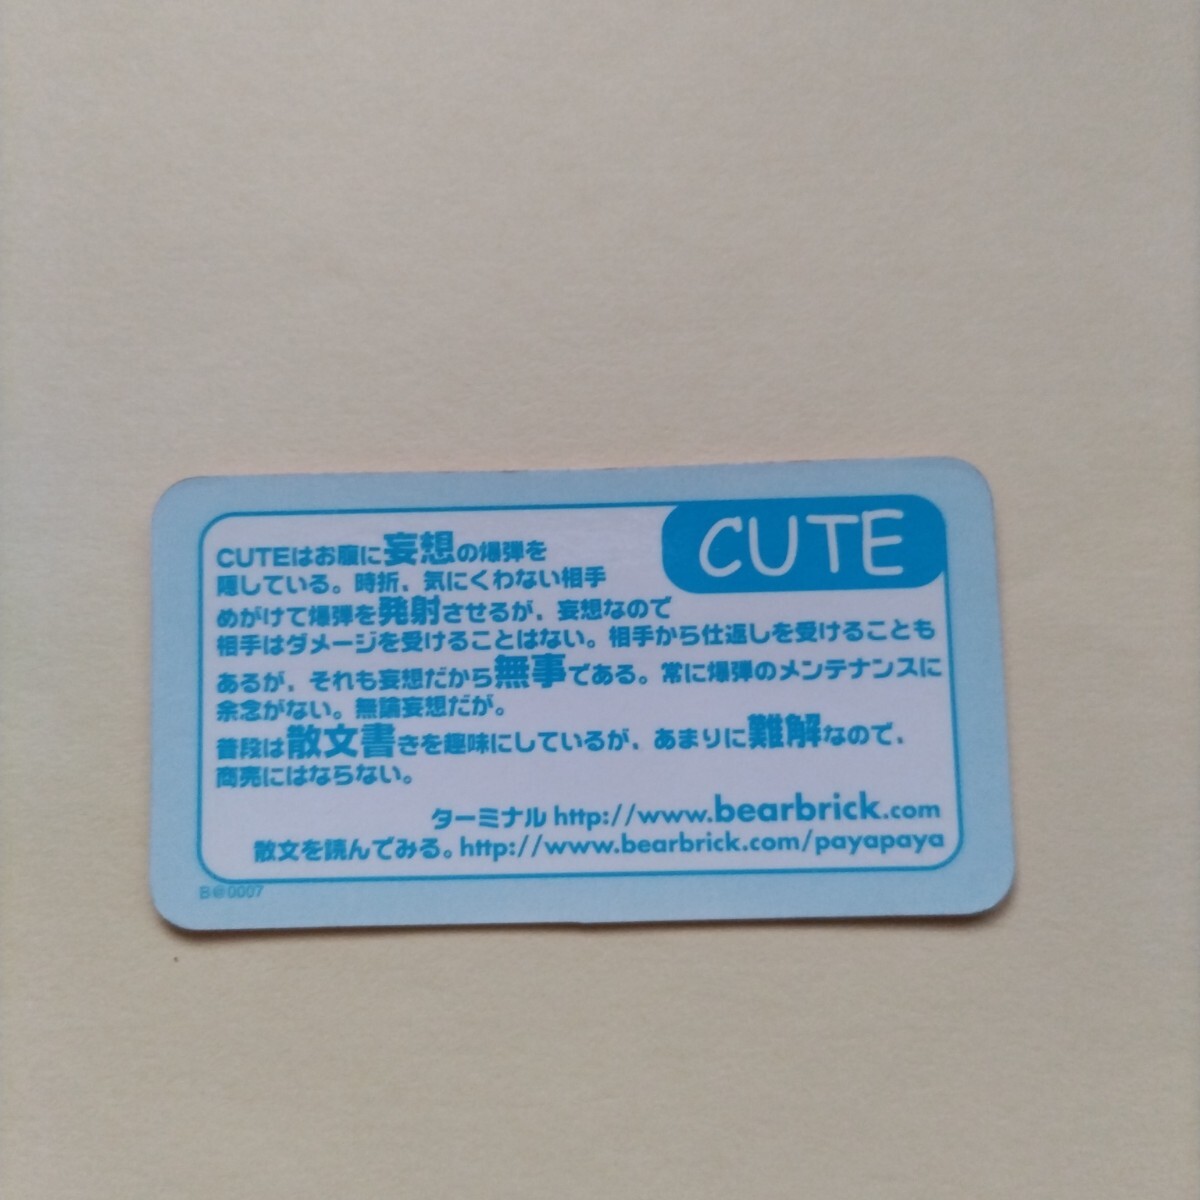 CUTE
CUTEはお腹に妄想の爆弾を
隠している。時折、気にくわない相手
めがけて爆弾を発射させるが、妄想なので
相手はダメージを受けることはない。相手から仕返しを受けることも
あるが、それも妄想だから無事である。常に爆弾のメンテナンスに
余念がない。無論妄想だが。
普段は散文書きを趣味にしているが、あまりに難解なので、
商売にはならない。
ターミナル http://www.bearbrick.com
散文を読んでみる。http://www.bearbrick.com/payapaya
B@0007